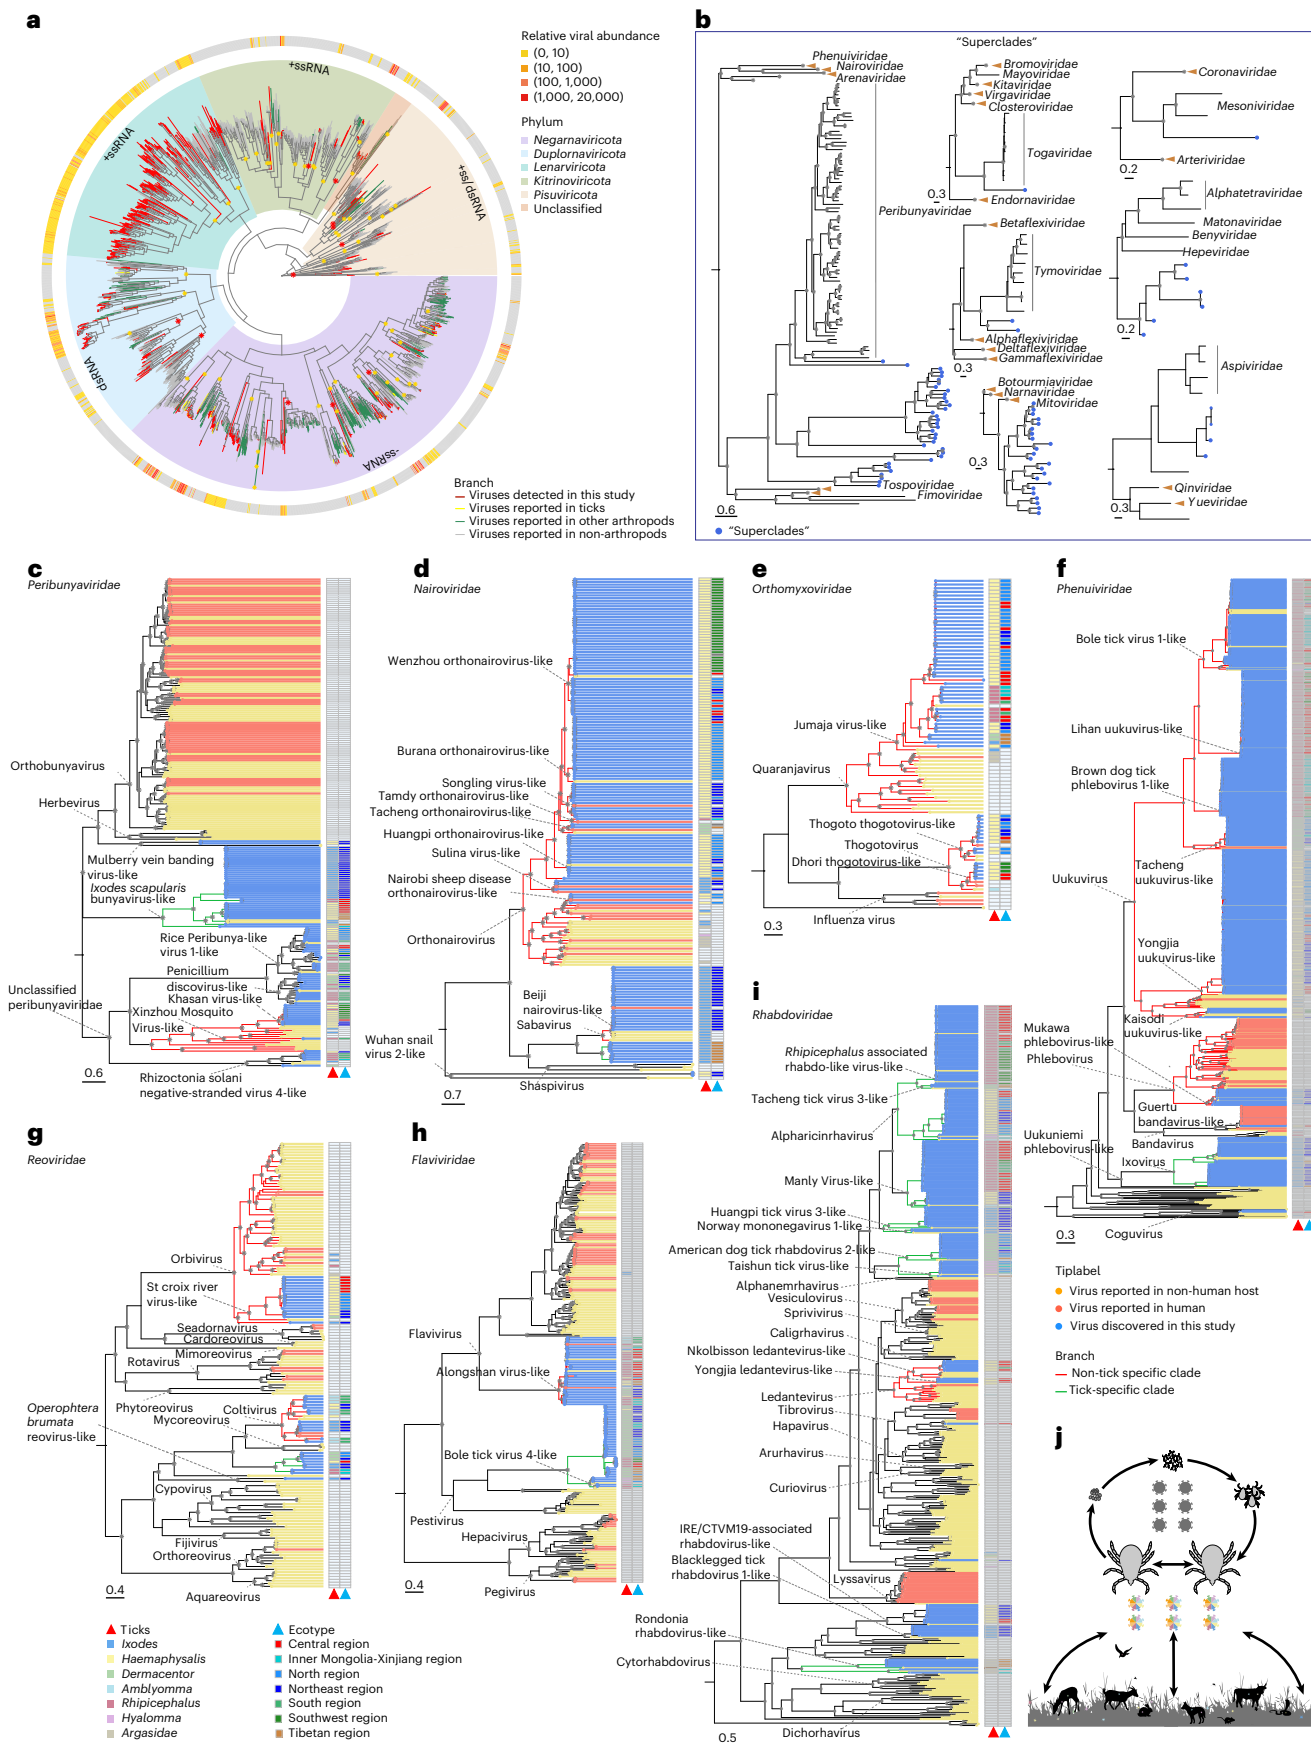 a
Relative viral abundance
(0, 10)
(10, 100)
(100, 1,000)
(1,000, 20,000)
Phylum
Negarnaviricota
Duplornaviricota
Lenarviricota
Kitrinoviricota
Pisuviricota
Unclassified
+ssRNA
+ssRNA
+ss/dsRNA
dsRNA
-ssRNA
Branch
Viruses detected in this study
Viruses reported in ticks
Viruses reported in other arthropods
Viruses reported in non-arthropods
b
"Superclades"
Phenuiviridae
Nairoviridae
Arenaviridae
Peribunyaviridae
Tospoviridae
Fimoviridae
0.6
"Superclades"
Bromoviridae
Mayoviridae
Kitaviridae
Virgaviridae
Closteroviridae
Togaviridae
0.3
Endornaviridae
Betaflexiviridae
Tymoviridae
Alphaflexiviridae
Deltaflexiviridae
Gammaflexiviridae
0.3
Botourmiaviridae
Narnaviridae
Mitoviridae
0.3
Coronaviridae
Mesoniviridae
Arteriviridae
0.2
Alphatetraviridae
Matonaviridae
Benyviridae
Hepeviridae
0.2
Aspiviridae
Qinviridae
Yueviridae
0.3
c
Peribunyaviridae
Orthobunyavirus
Herbevirus
Mulberry vein banding
virus-like
Ixodes scapularis
bunyavirus-like
Rice Peribunya-like
virus 1-like
Penicillium
discovirus-like
Khasan virus-like
Unclassified
peribunyaviridae
Xinzhou Mosquito
Virus-like
0.6
Rhizoctonia solani
negative-stranded virus 4-like
d
Nairoviridae
Wenzhou orthonairovirus-like
Burana orthonairovirus-like
Songling virus-like
Tamdy orthonairovirus-like
Tacheng orthonairovirus-like
Huangpi orthonairovirus-like
Sulina virus-like
Nairobi sheep disease
orthonairovirus-like
Orthonairovirus
Beiji
nairovirus-like
Sabavirus
Wuhan snail
virus 2-like
Shaspivirus
0.7
e
Orthomyxoviridae
Jumaja virus-like
Quaranjavirus
Thogoto thogotovirus-like
Thogotovirus
Dhori thogotovirus-like
Influenza virus
0.3
f
Phenuiviridae
Bole tick virus 1-like
Lihan uukuvirus-like
Brown dog tick
phlebovirus 1-like
Tacheng
uukuvirus-like
Uukuvirus
Yongjia
uukuvirus-like
Kaisodi
uukuvirus-like
Mukawa
phlebovirus-like
Phlebovirus
Guertu
bandavirus-like
Bandavirus
Uukuniemi
phlebovirus-like
Ixovirus
0.3
Coguvirus
Tiplabel
Virus reported in non-human host
Virus reported in human
Virus discovered in this study
Branch
Non-tick specific clade
Tick-specific clade
g
Reoviridae
Orbivirus
St croix river
virus-like
Seadornavirus
Cardoreovirus
Mimoreovirus
Rotavirus
Phytoreovirus
Mycoreovirus
Coltivirus
Operophtera
brumata
reovirus-like
Cypovirus
Fijivirus
Orthoreovirus
Aquareovirus
0.4
h
Flaviviridae
Flavivirus
Alongshan virus-like
Bole tick virus 4-like
Pestivirus
Hepacivirus
Pegivirus
0.4
i
Rhabdoviridae
Rhipicephalus associated
rhabdo-like virus-like
Tacheng tick virus 3-like
Alpharicinrhavirus
Manly Virus-like
Huangpi tick virus 3-like
Norway mononegavirus 1-like
American dog tick rhabdovirus 2-like
Taishun tick virus-like
Alphanemrhavirus
Vesiculovirus
Sprivivirus
Caligrhavirus
Nkolbisson ledantevirus-like
Yongjia ledantevirus-like
Ledantevirus
Tibrovirus
Hapavirus
Arurhavirus
Curiovirus
IRE/CTVM19-associated
rhabdovirus-like
Blacklegged tick
rhabdovirus 1-like
Lyssavirus
Rondonia
rhabdovirus-like
Cytorhabdovirus
Dichorhavirus
0.5
j
Ticks
Ixodes
Haemaphysalis
Dermacentor
Amblyomma
Rhipicephalus
Hyalomma
Argasidae
Ecotype
Central region
Inner Mongolia-Xinjiang region
North region
Northeast region
South region
Southwest region
Tibetan region